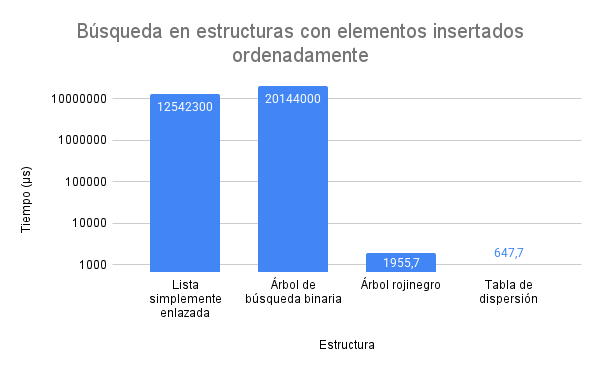 Búsqueda en estructuras con elementos insertados
ordenadamente
Tiempo (µs)
10000000
1000000
100000
10000
1000
12542300
20144000
1955,7
647,7
Lista
simplemente
enlazada
Árbol de
búsqueda binaria
Árbol rojinegro
Tabla de
dispersión
Estructura